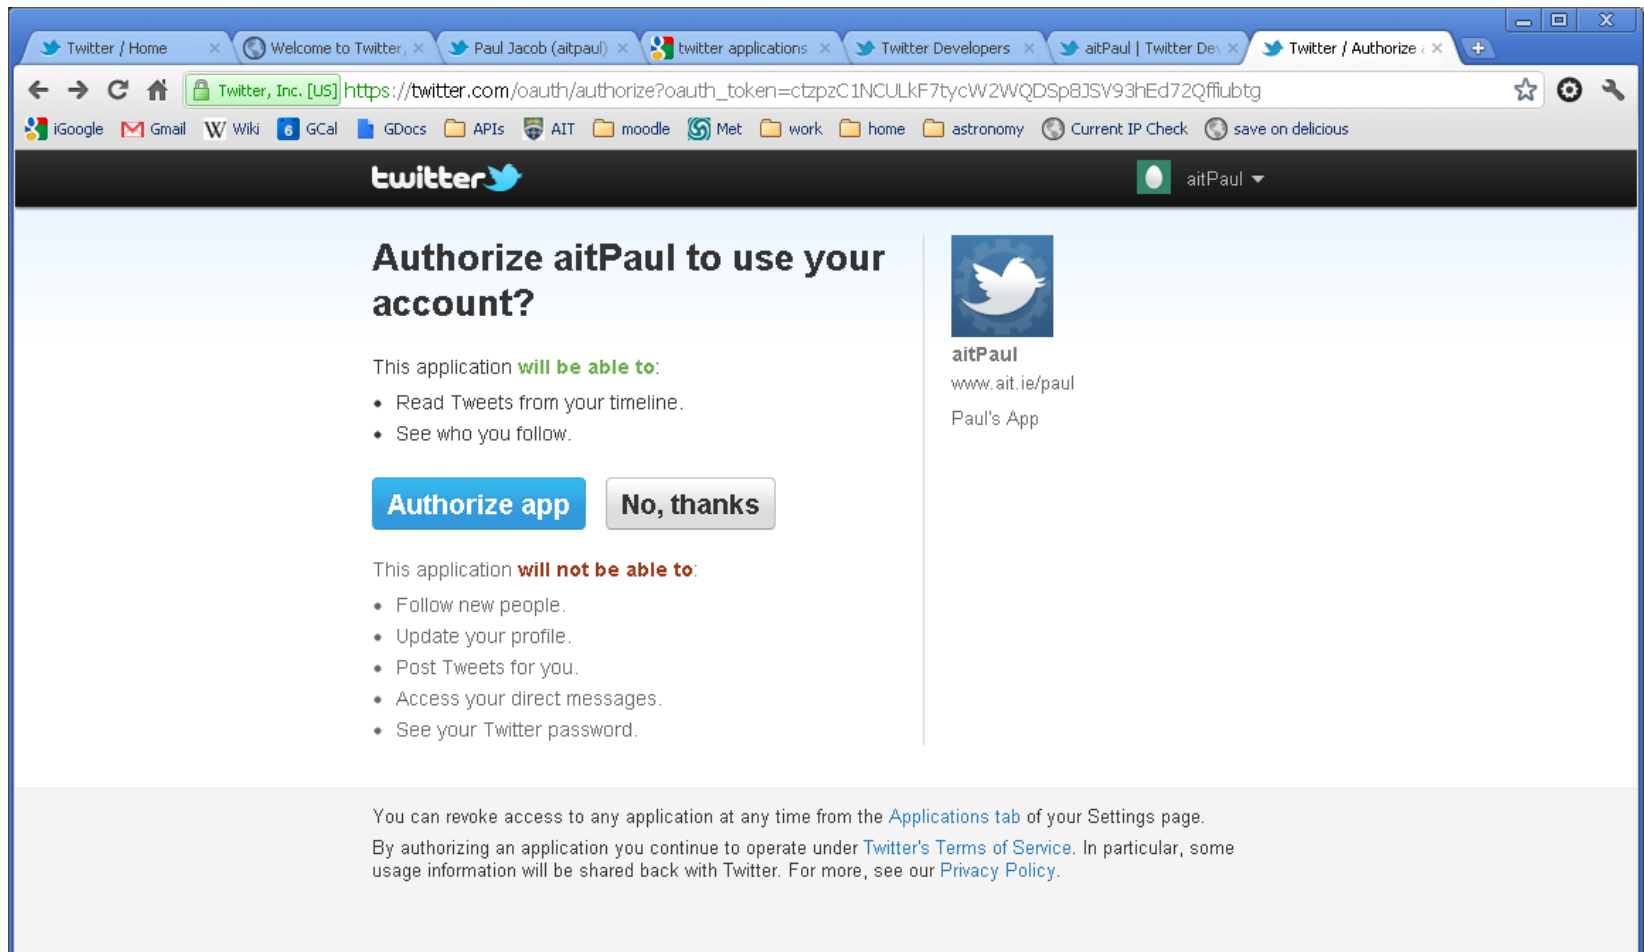 Twitter / Home
Welcome to Twitter,
Paul Jacob (aitpaul)
twitter applications
Twitter Developers
aitPaul | Twitter Dev
Twitter / Authorize a
Twitter, Inc. [US] https://twitter.com/oauth/authorize?oauth_token=ctzpzC1NCULkF7tycW2WQDSpBJSV93hEd72Qffiubtg
iGoogle Gmail Wiki GCal GDocs APIs AIT moodle Met work home astronomy Current IP Check save on delicious
twitter
aitPaul
Authorize aitPaul to use your
account?
This application will be able to:
• Read Tweets from your timeline.
• See who you follow.
Authorize app
No, thanks
This application will not be able to:
• Follow new people.
• Update your profile.
• Post Tweets for you.
• Access your direct messages.
• See your Twitter password.
aitPaul
www.ait.ie/paul
Paul's App
You can revoke access to any application at any time from the Applications tab of your Settings page.
By authorizing an application you continue to operate under Twitter's Terms of Service. In particular, some
usage information will be shared back with Twitter. For more, see our Privacy Policy.